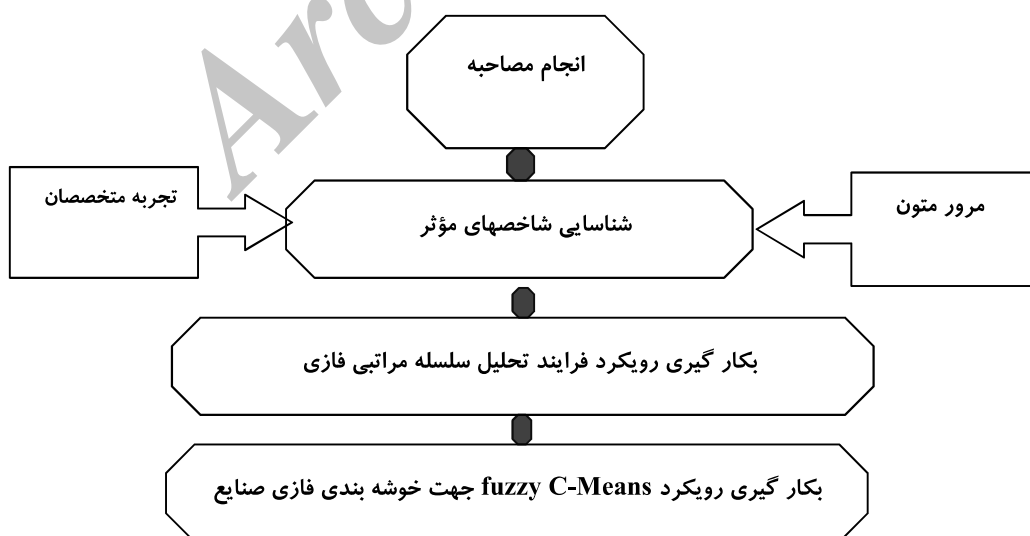 Arc
انجام مصاحبه
تجربه متخصصان
شناسایی شاخصهای مؤثر
مرور متون
بکار گیری رویکرد فرایند تحلیل سلسله مراتبی فازی
بکار گیری رویکرد fuzzy C-Means جهت خوشه بندی فازی صنایع